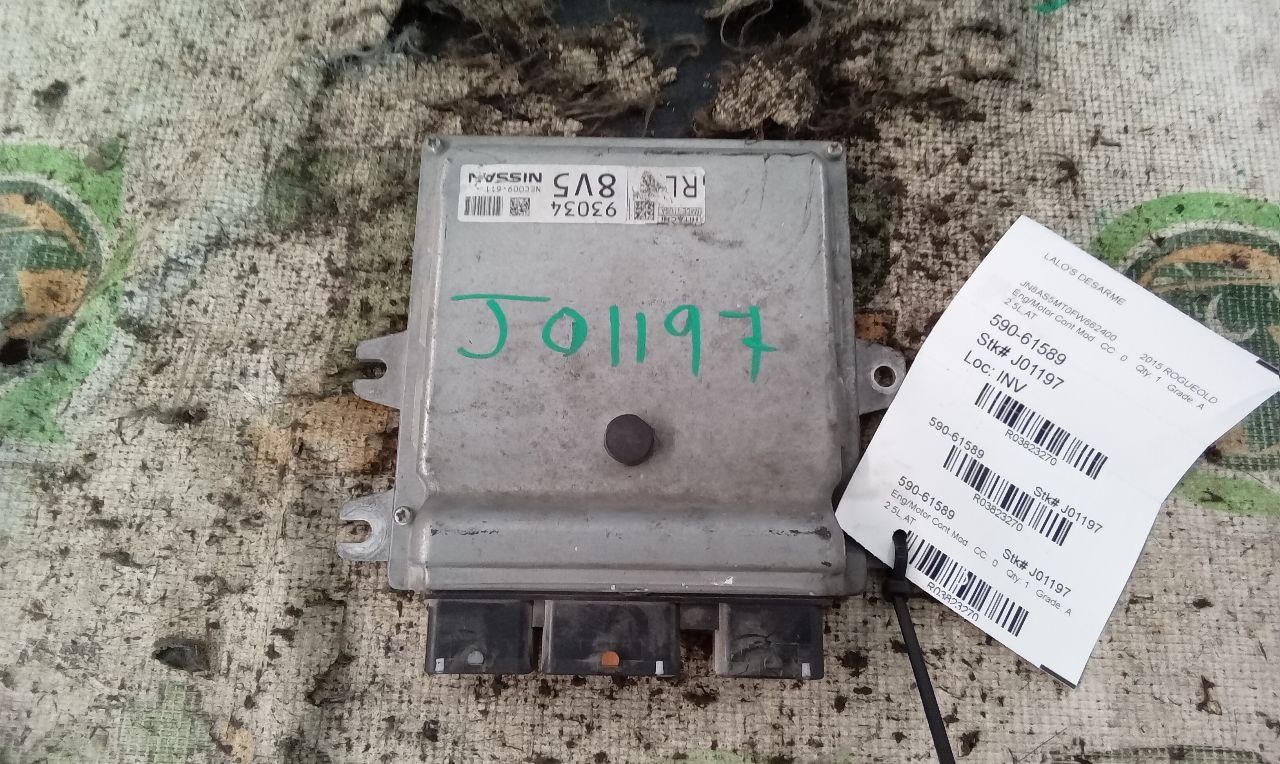 NISSAN
NEC009-611
8V5
RL
93034
HITACHI
J01197
LALO'S DESARME
JN8AS5MT0FW662400 2015 ROGUEOLD
Eng/Motor Cont Mod CC 0 Qty 1 Grade. A
2.5L,AT
590-61589
Stk# J01197
Loc: INV
R03823270
590-61589 Stk# J01197
R03823270
590-61589 Stk# J01197
Eng/Motor Cont Mod CC 0 Qty 1 Grade. A
2.5L,AT
R03823270